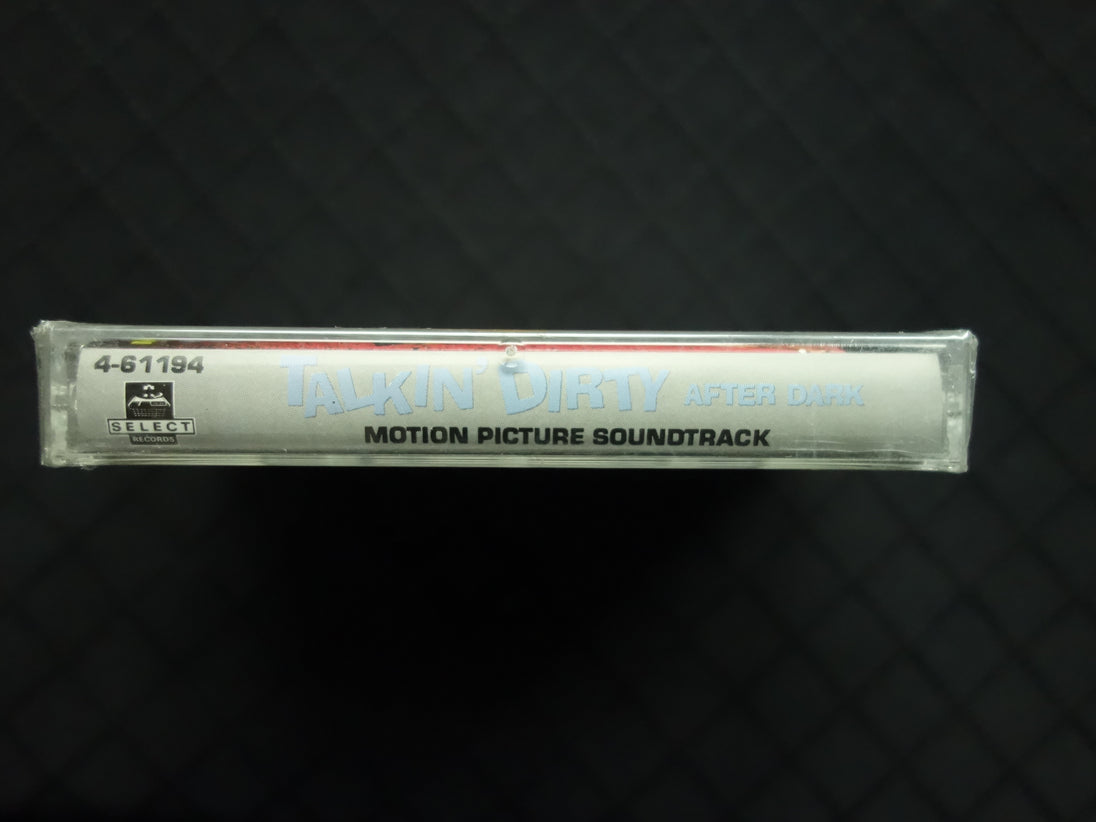 4-61194
TALKIN' DIRTY AFTER DARK
MOTION PICTURE SOUNDTRACK
SELECT
RECORDS